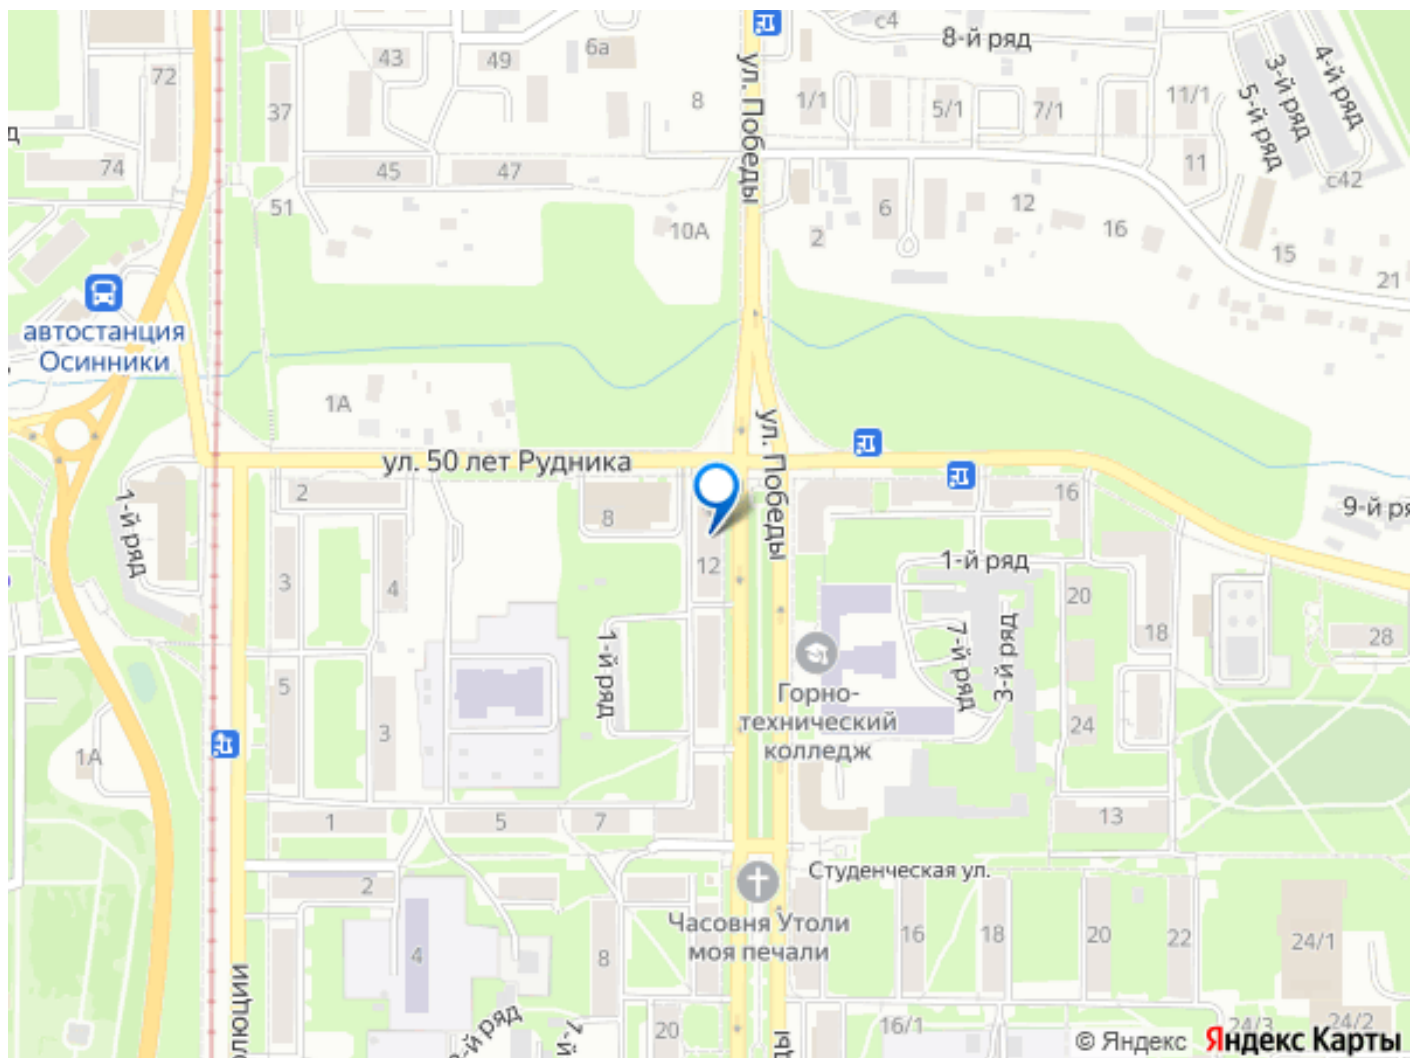 с4
8-й ряд
4-й ряд
3-й ряд
5-й ряд
6а
43
49
72
37
8
ул. Победы
1/1
5/1
7/1
11/1
11
с42
74
45
47
51
10А
2
6
12
16
15
21
автостанция
Осинники
1А
ул. 50 лет Рудника
ул. Победы
1-й ряд
2
8
16
9-й ря
12
1-й ряд
3
4
20
18
28
7-й ряд
3-й ряд
1-й ряд
5
3
1А
Горно-
технический
колледж
24
1
5
7
13
Студенческая ул.
2
Часовня Утоли
моя печали
4
8
16
18
20
22
24/1
олюции
й ряд
20
16/1
24/3
24/2
© Яндекс
Яндекс Карты